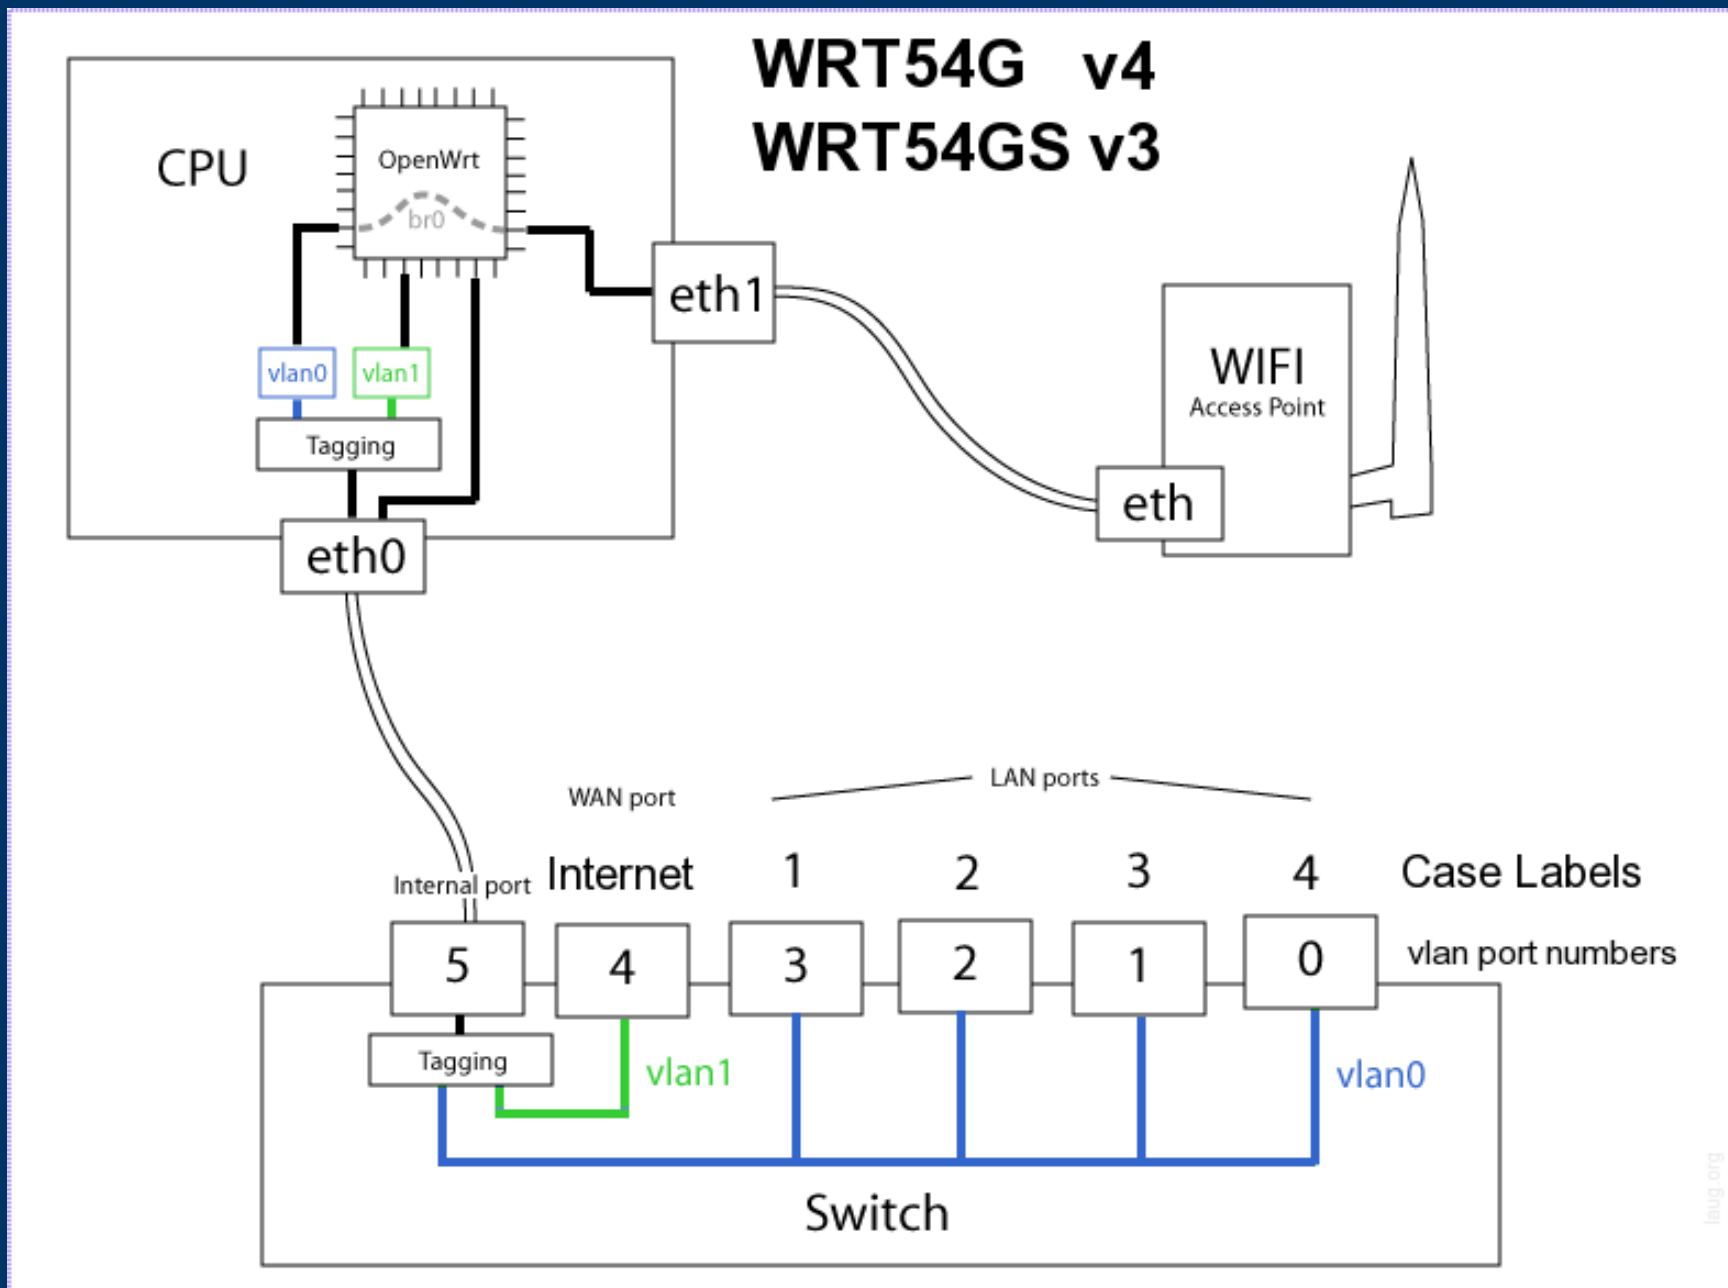 WRT54G v4
WRT54GS v3
CPU
OpenWrt
br0
eth1
vlan0 vlan1
Tagging
WIFI
Access Point
eth
eth0
LAN ports
WAN port
Internal port Internet 1 2 3 4 Case Labels
5 4 3 2 1 0 vlan port numbers
Tagging vlan1 vlan0
Switch
laug.org